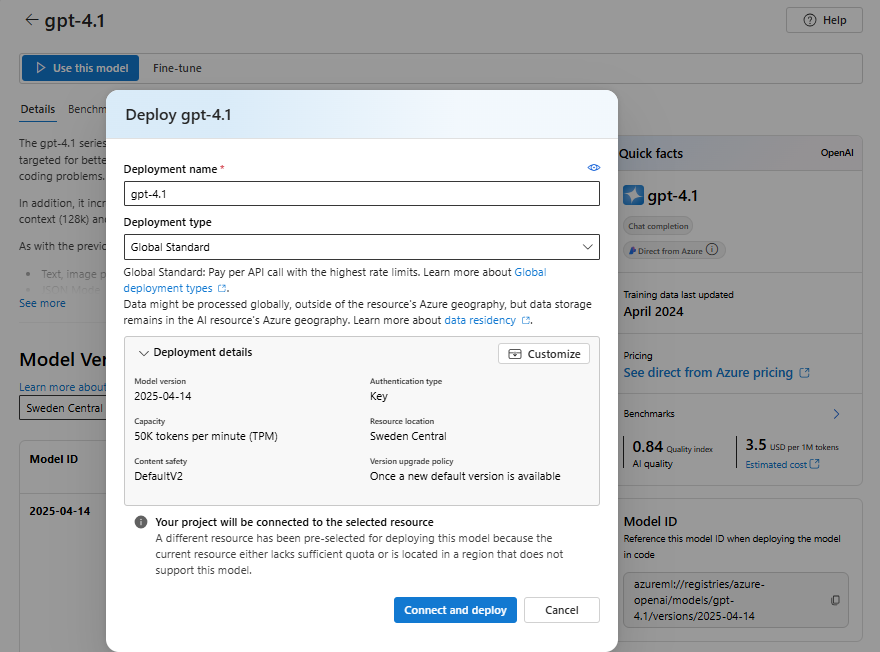 gpt-4.1
Help
Use this model
Fine-tune
Details
Benchm
The gpt-4.1 series
targeted for bette
coding problems.
In addition, it incr
context (128k) and
As with the previo
Text, image p
JSON Mode
See more
Model Ver
Learn more about
Sweden Central
Model ID
2025-04-14
Deploy gpt-4.1
Deployment name *
gpt-4.1
Deployment type
Global Standard
Global Standard: Pay per API call with the highest rate limits. Learn more about Global
deployment types.
Data might be processed globally, outside of the resource's Azure geography, but data storage
remains in the AI resource's Azure geography. Learn more about data residency.
Deployment details
Customize
Model version
2025-04-14
Authentication type
Key
Capacity
50K tokens per minute (TPM)
Resource location
Sweden Central
Content safety
DefaultV2
Version upgrade policy
Once a new default version is available
Your project will be connected to the selected resource
A different resource has been pre-selected for deploying this model because the
current resource either lacks sufficient quota or is located in a region that does not
support this model.
Connect and deploy
Cancel
Quick facts
OpenAI
gpt-4.1
Chat completion
Direct from Azure
Training data last updated
April 2024
Pricing
See direct from Azure pricing
Benchmarks
0.84 Quality index
AI quality
3.5 USD per 1M tokens
Estimated cost
Model ID
Reference this model ID when deploying the model
in code
azureml://registries/azure-
openai/models/gpt-
4.1/versions/2025-04-14